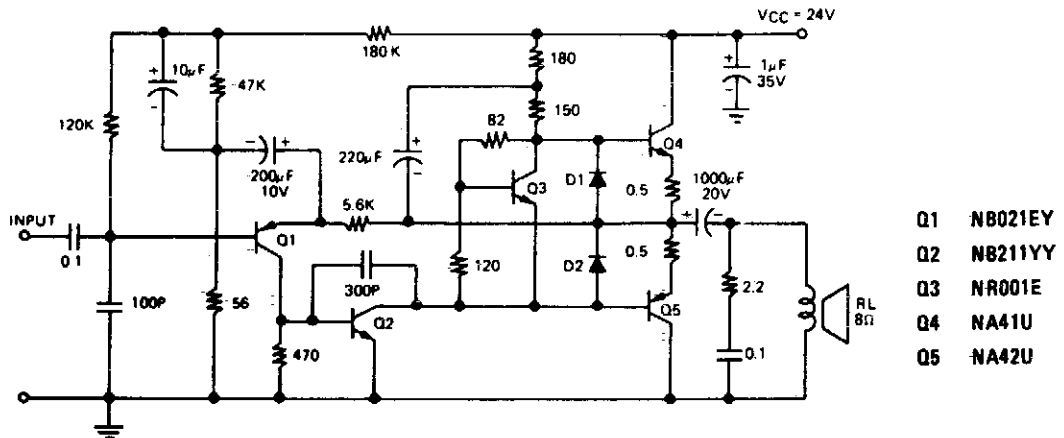 VCC = 24V
180 K
180
10µF
47K
1µF
35V
120K
150
82
200µF
10V
220µF
Q3
D1
Q4
0.5
1000µF
20V
INPUT
0.1
Q1
5.6K
0.5
Q1 NB021EY
Q2 NB211YY
Q3 NR001E
Q4 NA41U
Q5 NA42U
100P
56
300P
120
D2
Q2
Q5
2.2
RL
8Ω
470
0.1